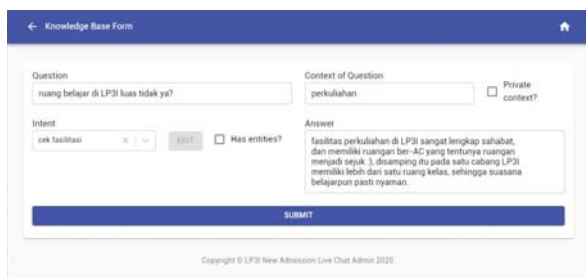 Knowledge Base Form
Question
ruang belajar di LP3I luas tidak ya?
Context of Question
perkuliahan
Private
context?
Intent
cek fasilitasi
EDIT
Has entities?
Answer
fasilitas perkuliahan di LP3I sangat lengkap sahabat,
dan memiliki ruangan ber-AC yang tentunya ruangan
menjadi sejuk :), disamping itu pada satu cabang LP3I
memiliki lebih dari satu ruang kelas, sehingga suasana
belajarpun pasti nyaman.
SUBMIT
Copyright © LP3I New Admission Live Chat Admin 2020.